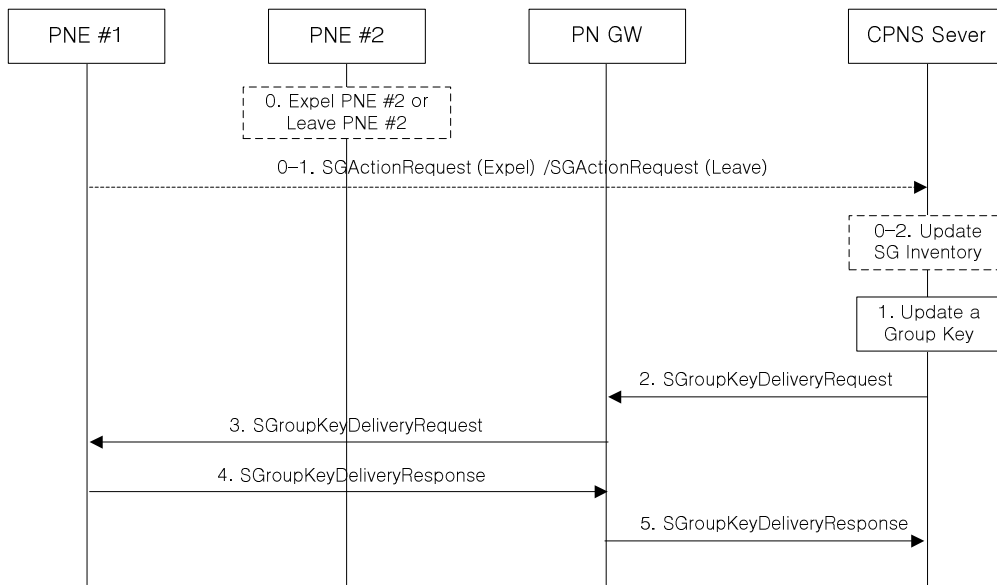 PNE #1
PNE #2
PN GW
CPNS Sever
0. Expel PNE #2 or
Leave PNE #2
0-1. SGActionRequest (Expel) /SGActionRequest (Leave)
0-2. Update
SG Inventory
1. Update a
Group Key
2. SGroupKeyDeliveryRequest
3. SGroupKeyDeliveryRequest
4. SGroupKeyDeliveryResponse
5. SGroupKeyDeliveryResponse